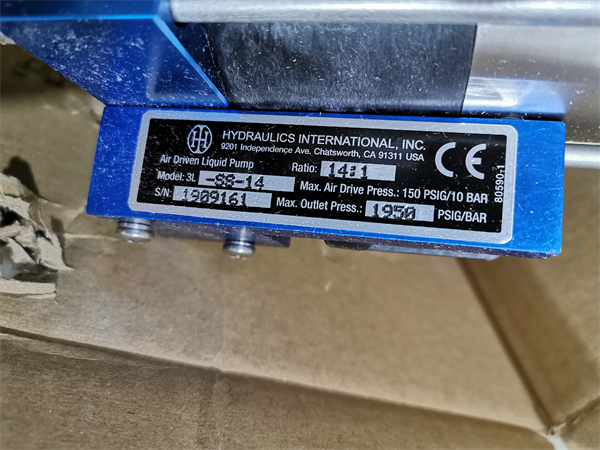 HII
HYDRAULICS INTERNATIONAL, INC.
9201 Independence Ave. Chatsworth, CA 91311 USA
Air Driven Liquid Pump Ratio: 14:1
Model: 3L -SS-14 Max. Air Drive Press.: 150 PSIG/10 BAR
S/N: 1909161 Max. Outlet Press.: 1950 PSIG/BAR
CE
80590-1